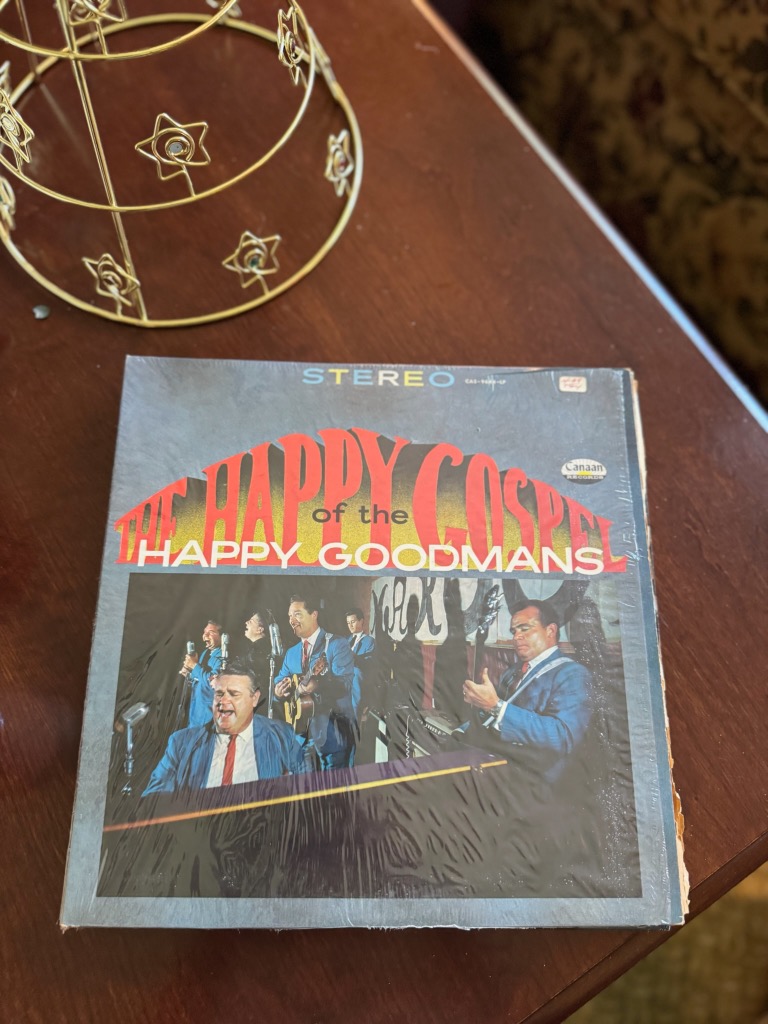 STEREO
Canaan
RECORDS
THE HAPPY GOSPEL
of the
HAPPY GOODMANS